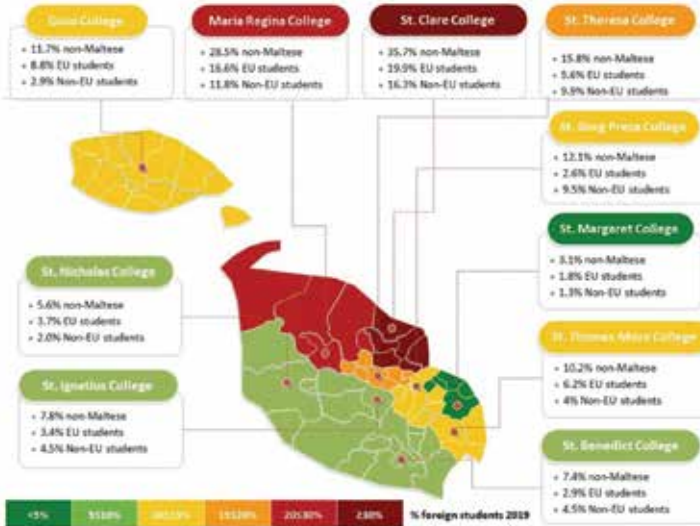 Gozo College
+ 11.7% non-Maltese
+ 8.8% EU students
+ 2.9% Non-EU students
Maria Regina College
+ 28.5% non-Maltese
+ 16.6% EU students
+ 11.8% Non-EU students
St. Clare College
+ 35.7% non-Maltese
+ 19.9% EU students
+ 16.3% Non-EU students
St. Theresa College
+ 15.8% non-Maltese
+ 5.6% EU students
+ 9.9% Non-EU students
St. Gorg Preca College
+ 12.1% non-Maltese
+ 2.6% EU students
+ 9.5% Non-EU students
St. Margaret College
+ 3.1% non-Maltese
+ 1.8% EU students
+ 1.3% Non-EU students
St. Nicholas College
+ 5.6% non-Maltese
+ 3.7% EU students
+ 2.0% Non-EU students
St. Thomas More College
+ 10.2% non-Maltese
+ 6.2% EU students
+ 4% Non-EU students
St. Ignatius College
+ 7.8% non-Maltese
+ 3.4% EU students
+ 4.5% Non-EU students
St. Benedict College
+ 7.4% non-Maltese
+ 2.9% EU students
+ 4.5% Non-EU students
<5%
% foreign students 2019